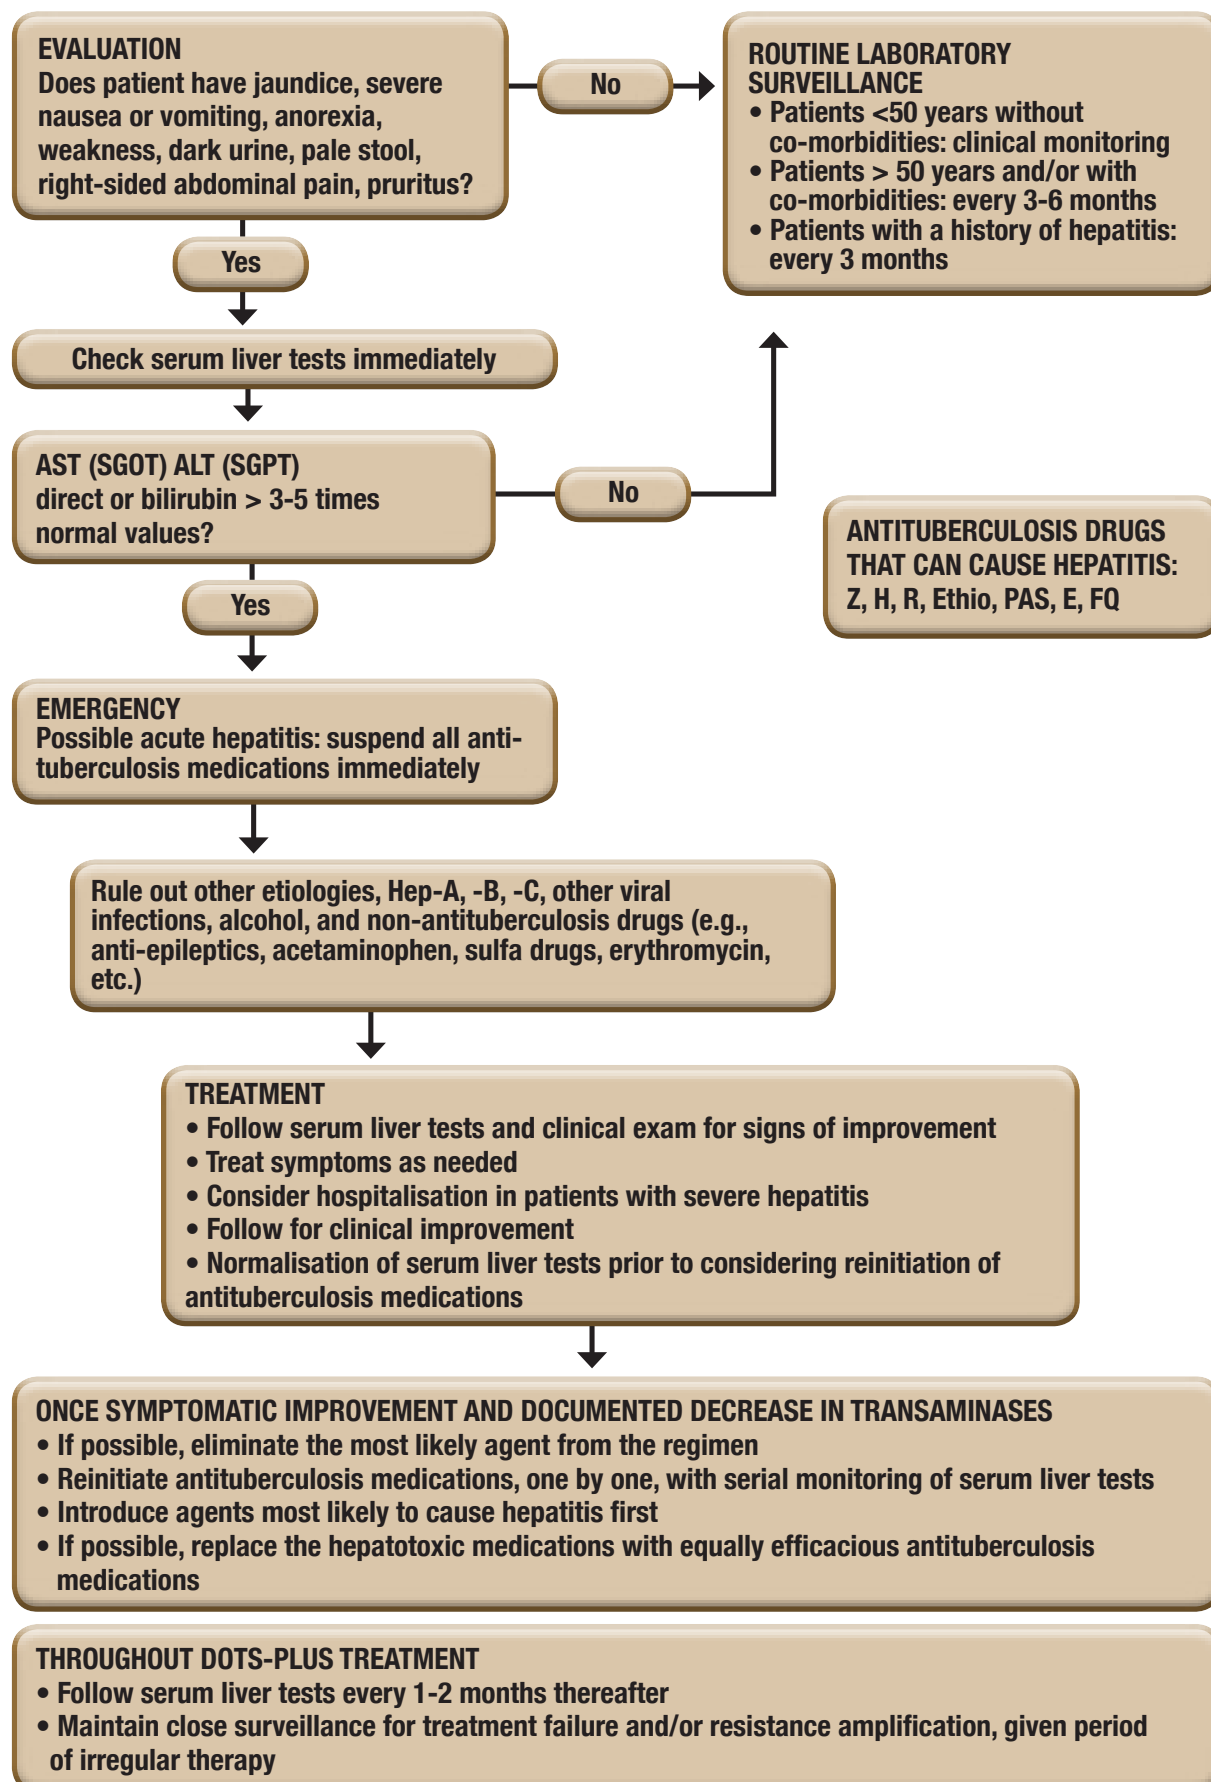 EVALUATION
Does patient have jaundice, severe
nausea or vomiting, anorexia,
weakness, dark urine, pale stool,
right-sided abdominal pain, pruritus?
No
ROUTINE LABORATORY
SURVEILLANCE
• Patients <50 years without
co-morbidities: clinical monitoring
• Patients > 50 years and/or with
co-morbidities: every 3-6 months
• Patients with a history of hepatitis:
every 3 months
Yes
Check serum liver tests immediately
AST (SGOT) ALT (SGPT)
direct or bilirubin > 3-5 times
normal values?
No
ANTITUBERCULOSIS DRUGS
THAT CAN CAUSE HEPATITIS:
Z, H, R, Ethio, PAS, E, FQ
Yes
EMERGENCY
Possible acute hepatitis: suspend all anti-
tuberculosis medications immediately
Rule out other etiologies, Hep-A, -B, -C, other viral
infections, alcohol, and non-antituberculosis drugs (e.g.,
anti-epileptics, acetaminophen, sulfa drugs, erythromycin,
etc.)
TREATMENT
• Follow serum liver tests and clinical exam for signs of improvement
• Treat symptoms as needed
• Consider hospitalisation in patients with severe hepatitis
• Follow for clinical improvement
• Normalisation of serum liver tests prior to considering reinitiation of
antituberculosis medications
ONCE SYMPTOMATIC IMPROVEMENT AND DOCUMENTED DECREASE IN TRANSAMINASES
• If possible, eliminate the most likely agent from the regimen
• Reinitiate antituberculosis medications, one by one, with serial monitoring of serum liver tests
• Introduce agents most likely to cause hepatitis first
• If possible, replace the hepatotoxic medications with equally efficacious antituberculosis
medications
THROUGHOUT DOTS-PLUS TREATMENT
• Follow serum liver tests every 1-2 months thereafter
• Maintain close surveillance for treatment failure and/or resistance amplification, given period
of irregular therapy